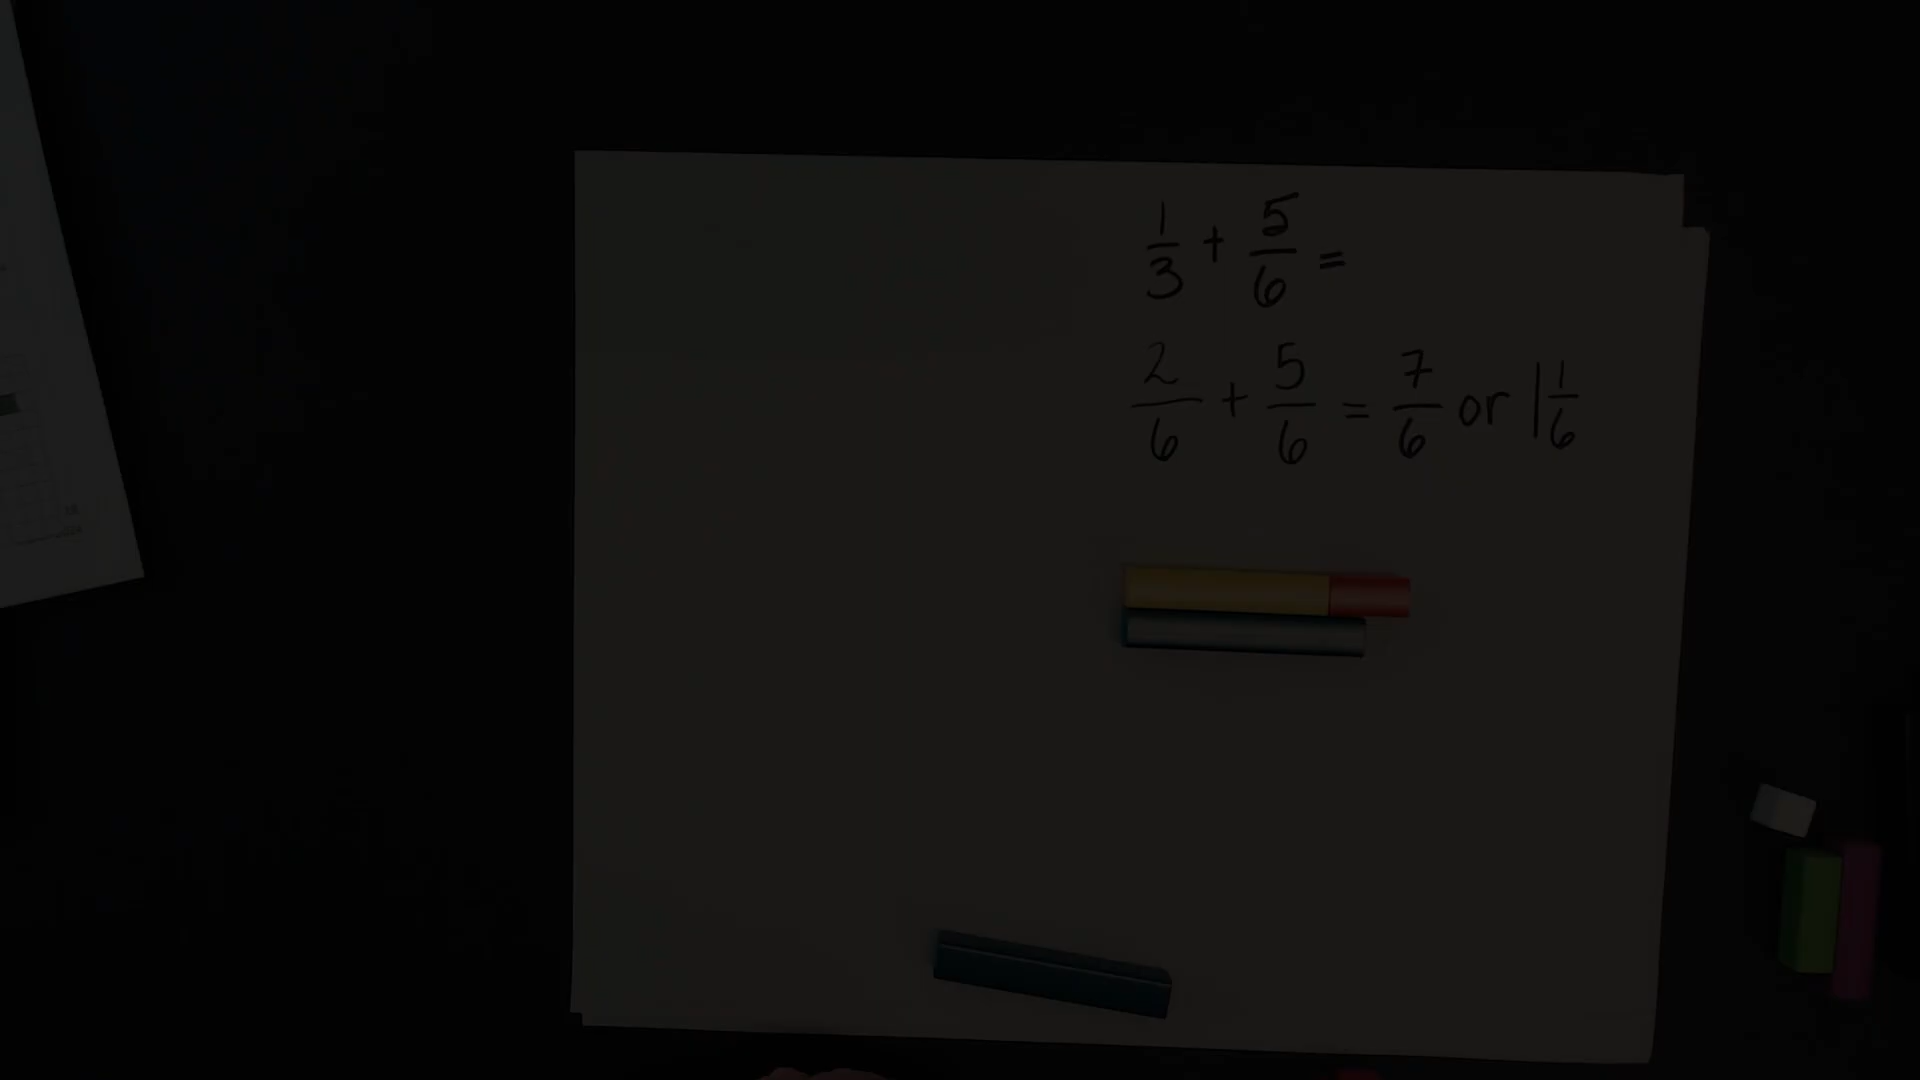 1/3 + 5/6 =
2/6 + 5/6 = 7/6 or 1 1/6